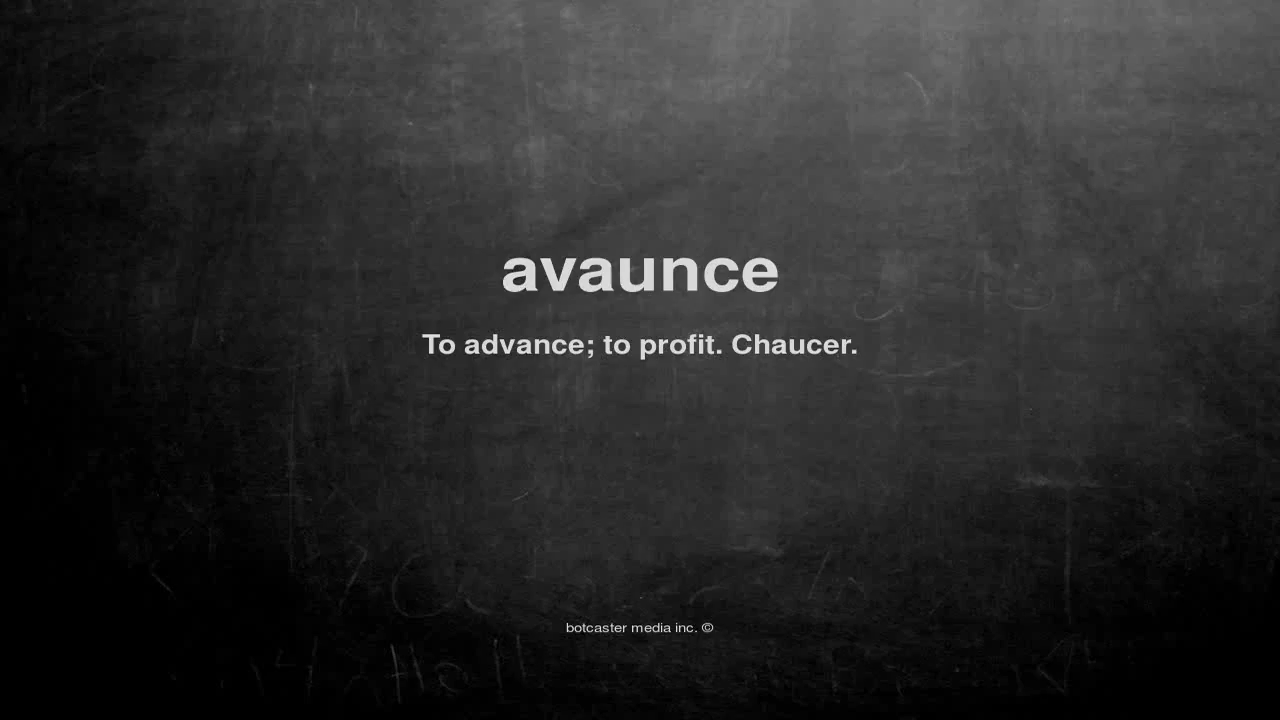 avaunce
To advance; to profit. Chaucer.
botcaster media inc. ©